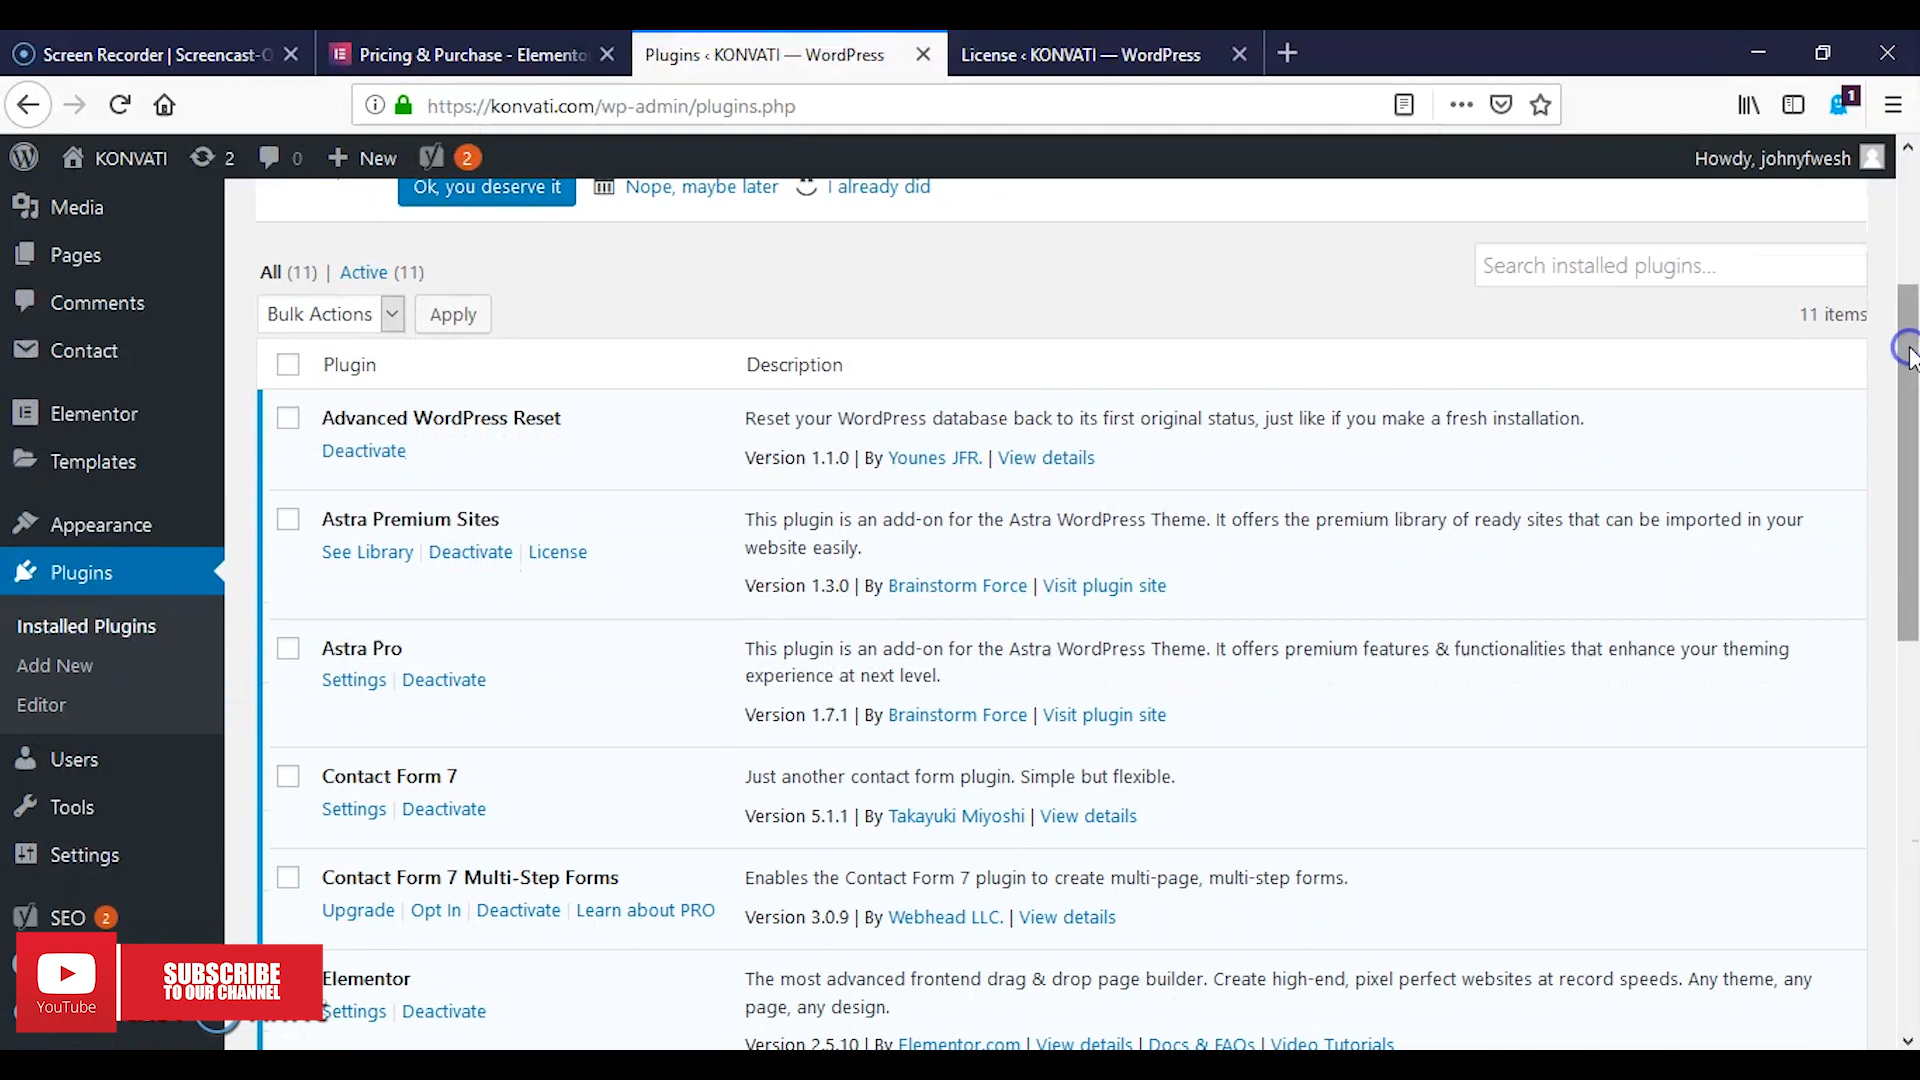 Screen Recorder | Screencast-O
Pricing & Purchase - Elemento
Plugins ‹ KONVATI — WordPress
License ‹ KONVATI — WordPress
https://konvati.com/wp-admin/plugins.php
1
KONVATI
2
0
New
2
Howdy, johnyfwesh
Ok, you deserve it
Nope, maybe later
I already did
Media
Pages
Comments
Contact
Elementor
Templates
Appearance
Plugins
Installed Plugins
Add New
Editor
Users
Tools
Settings
SEO 2
All (11) | Active (11)
Search installed plugins...
Bulk Actions
Apply
11 items
Plugin
Description
Advanced WordPress Reset
Deactivate
Reset your WordPress database back to its first original status, just like if you make a fresh installation.
Version 1.1.0 | By Younes JFR. | View details
Astra Premium Sites
See Library | Deactivate | License
This plugin is an add-on for the Astra WordPress Theme. It offers the premium library of ready sites that can be imported in your
website easily.
Version 1.3.0 | By Brainstorm Force | Visit plugin site
Astra Pro
Settings | Deactivate
This plugin is an add-on for the Astra WordPress Theme. It offers premium features & functionalities that enhance your theming
experience at next level.
Version 1.7.1 | By Brainstorm Force | Visit plugin site
Contact Form 7
Settings | Deactivate
Just another contact form plugin. Simple but flexible.
Version 5.1.1 | By Takayuki Miyoshi | View details
Contact Form 7 Multi-Step Forms
Upgrade | Opt In | Deactivate | Learn about PRO
Enables the Contact Form 7 plugin to create multi-page, multi-step forms.
Version 3.0.9 | By Webhead LLC. | View details
Elementor
Settings | Deactivate
The most advanced frontend drag & drop page builder. Create high-end, pixel perfect websites at record speeds. Any theme, any
page, any design.
Version 2.5.10 | By Elementor.com | View details | Docs & FAQs | Video Tutorials
YouTube
SUBSCRIBE
TO OUR CHANNEL